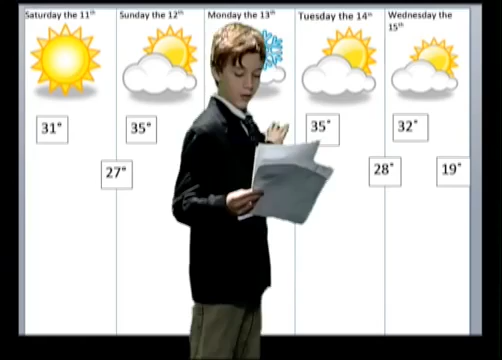 Saturday the 11th
Sunday the 12th
Monday the 13th
Tuesday the 14th
Wednesday the
15th
31°
35°
35°
32°
27°
28°
19°